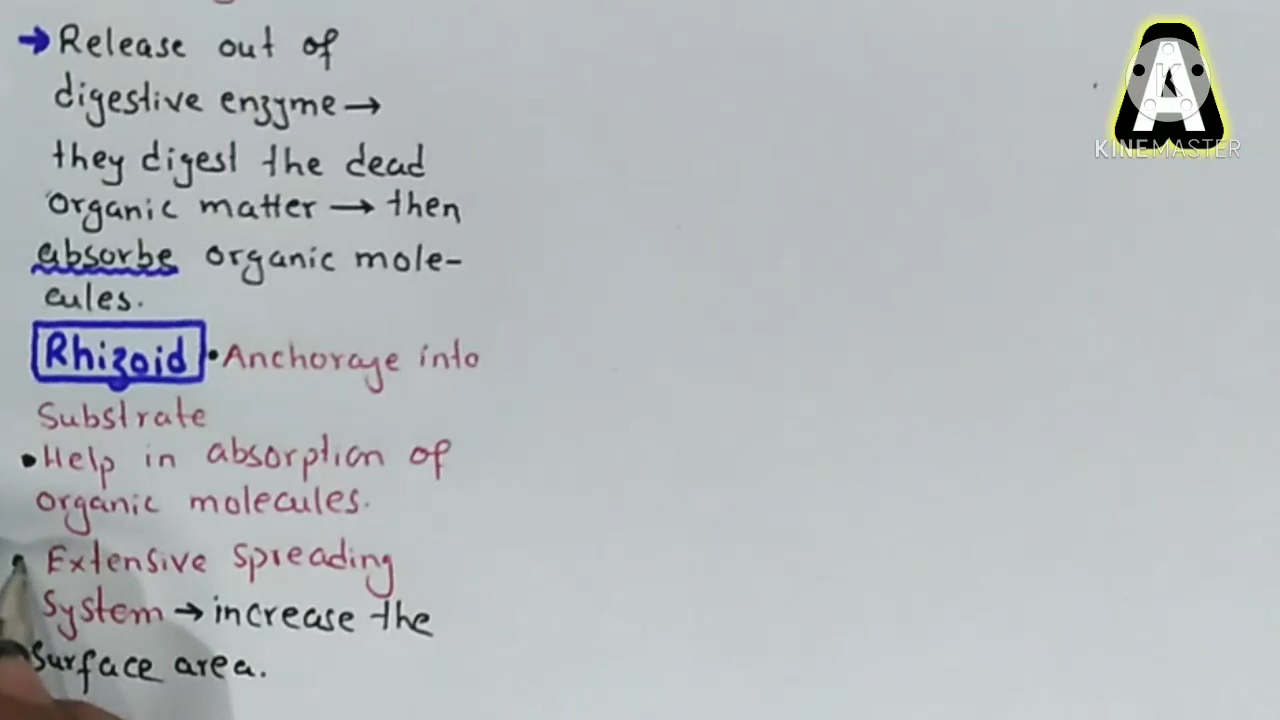 → Release out of
digestive enzyme →
they digest the dead
organic matter → then
absorbe organic mole-
cules.
Rhizoid • Anchorage into
Substrate
• Help in absorption of
organic molecules.
• Extensive spreading
System → increase the
Surface area.
A
K
KINEMASTER